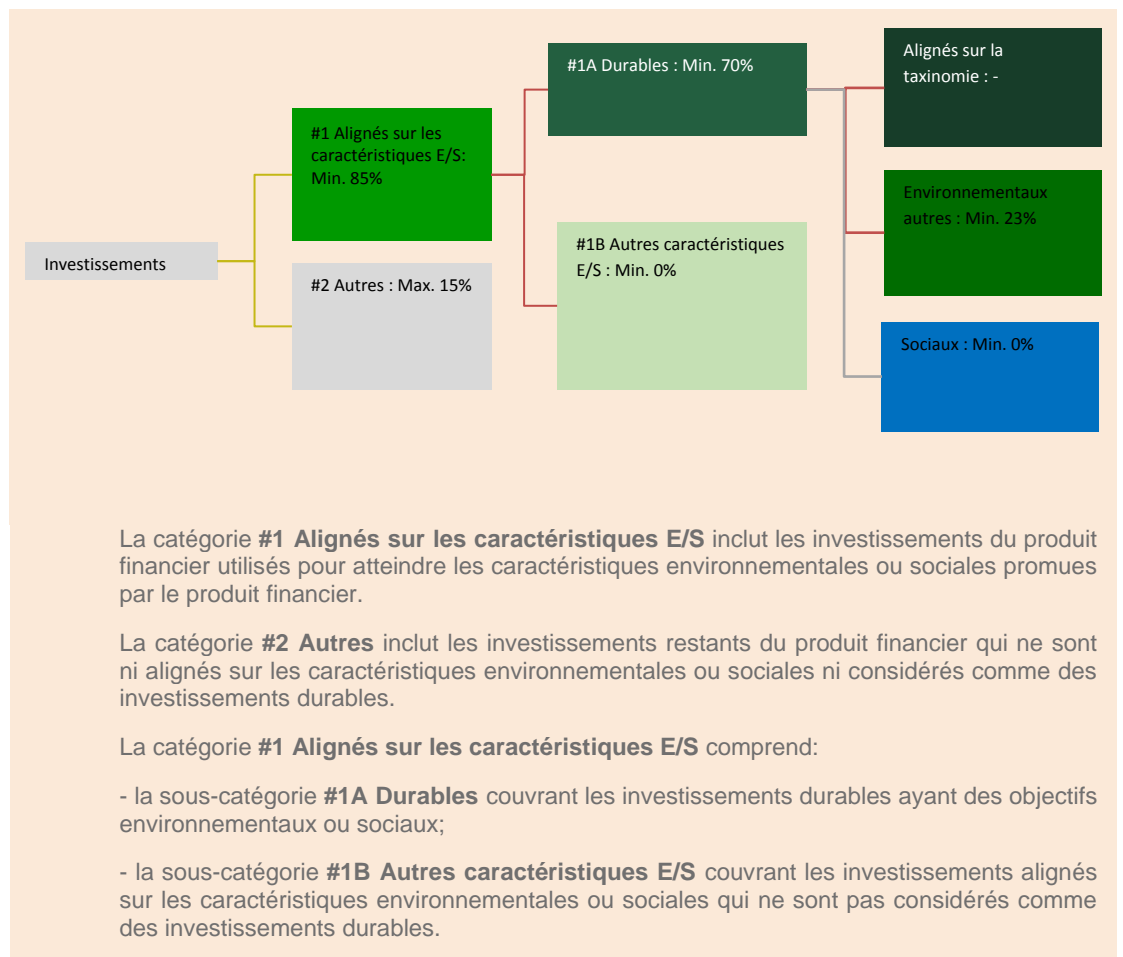 Investissements
#1 Alignés sur les
caractéristiques E/S:
Min. 85%
#2 Autres : Max. 15%
#1A Durables : Min. 70%
#1B Autres caractéristiques
E/S : Min. 0%
Alignés sur la
taxinomie : -
Environnementaux
autres : Min. 23%
Sociaux : Min. 0%
La catégorie #1 Alignés sur les caractéristiques E/S inclut les investissements du produit
financier utilisés pour atteindre les caractéristiques environnementales ou sociales promues
par le produit financier.
La catégorie #2 Autres inclut les investissements restants du produit financier qui ne sont
ni alignés sur les caractéristiques environnementales ou sociales ni considérés comme des
investissements durables.
La catégorie #1 Alignés sur les caractéristiques E/S comprend:
- la sous-catégorie #1A Durables couvrant les investissements durables ayant des objectifs
environnementaux ou sociaux;
- la sous-catégorie #1B Autres caractéristiques E/S couvrant les investissements alignés
sur les caractéristiques environnementales ou sociales qui ne sont pas considérés comme
des investissements durables.